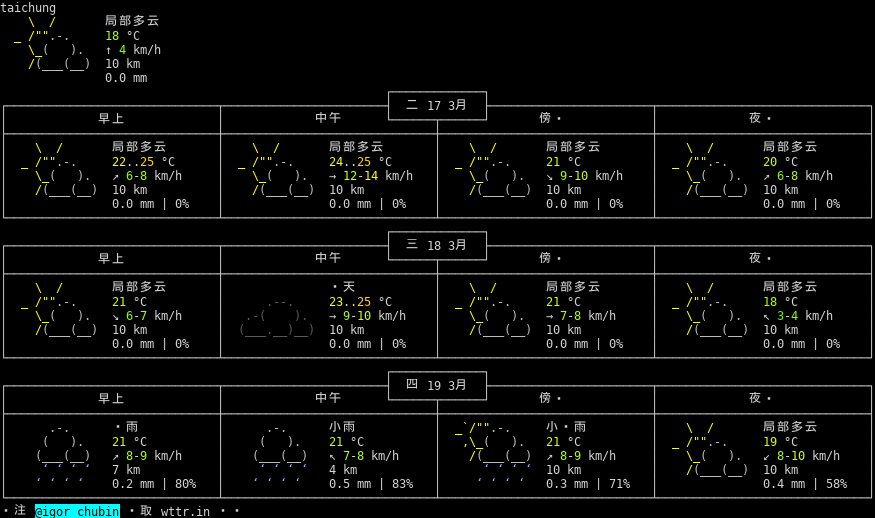 taichung
局部多云
18 °C
↑ 4 km/h
10 km
0.0 mm
二 17 3月
早上 中午 傍・ 夜・
局部多云 局部多云 局部多云 局部多云
22..25 °C 24..25 °C 21 °C 20 °C
↗ 6-8 km/h → 12-14 km/h ↘ 9-10 km/h ↗ 6-8 km/h
10 km 10 km 10 km 10 km
0.0 mm | 0% 0.0 mm | 0% 0.0 mm | 0% 0.0 mm | 0%
三 18 3月
早上 中午 傍・ 夜・
局部多云 ・天 局部多云 局部多云
21 °C 23..25 °C 21 °C 18 °C
↘ 6-7 km/h → 9-10 km/h → 7-8 km/h ↖ 3-4 km/h
10 km 10 km 10 km 10 km
0.0 mm | 0% 0.0 mm | 0% 0.0 mm | 0% 0.0 mm | 0%
四 19 3月
早上 中午 傍・ 夜・
・雨 小雨 小・雨 局部多云
21 °C 21 °C 21 °C 19 °C
↗ 8-9 km/h ↖ 7-8 km/h ↗ 8-9 km/h ↙ 8-10 km/h
7 km 4 km 10 km 10 km
0.2 mm | 80% 0.5 mm | 83% 0.3 mm | 71% 0.4 mm | 58%
・注 @igor_chubin ・取 wttr.in ・・